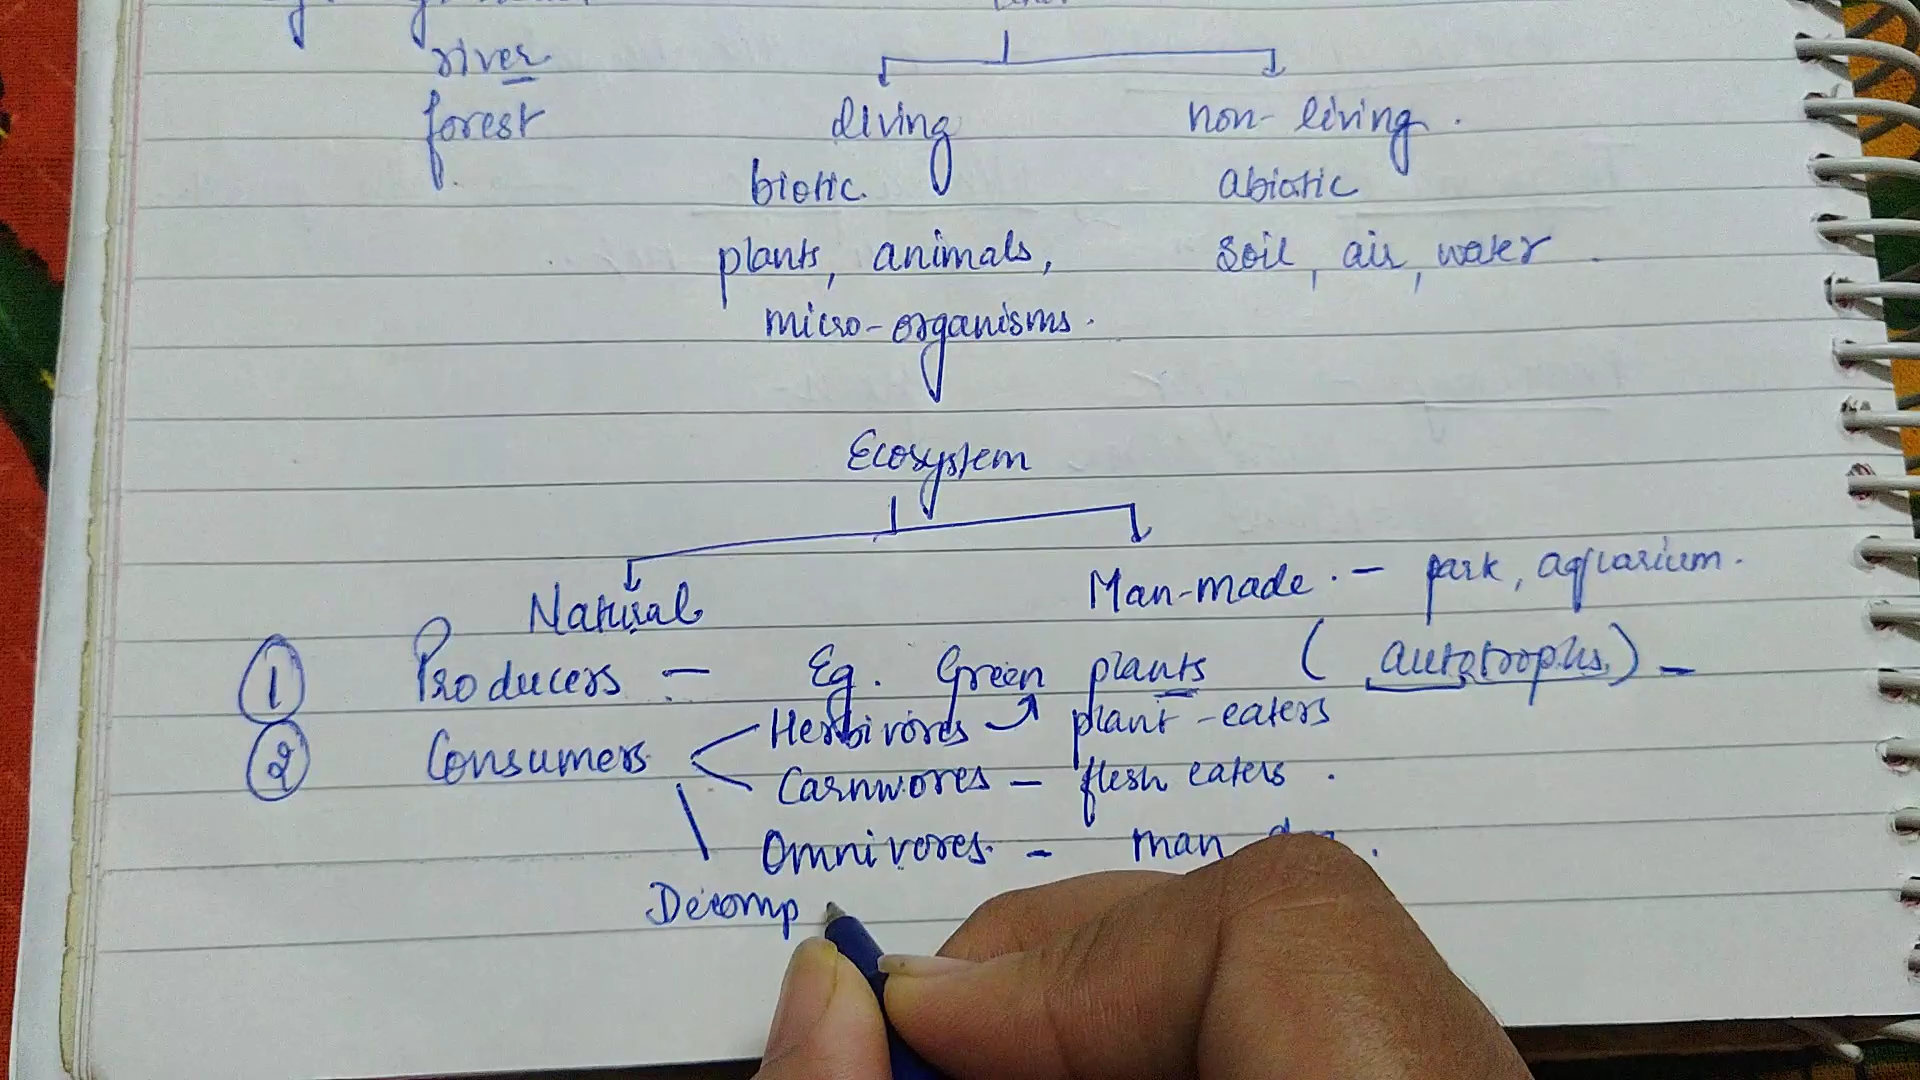 river
forest
living non-living.
biotic. abiotic
plants, animals, soil, air, water.
micro-organisms.
Ecosystem
Natural Man-made. - park, aquarium.
① Producers - Eg. Green plants (autotrophs) -
② Consumers Herbivores plant-eaters
Carnivores - flesh eaters.
Omnivores. - man
Decomp